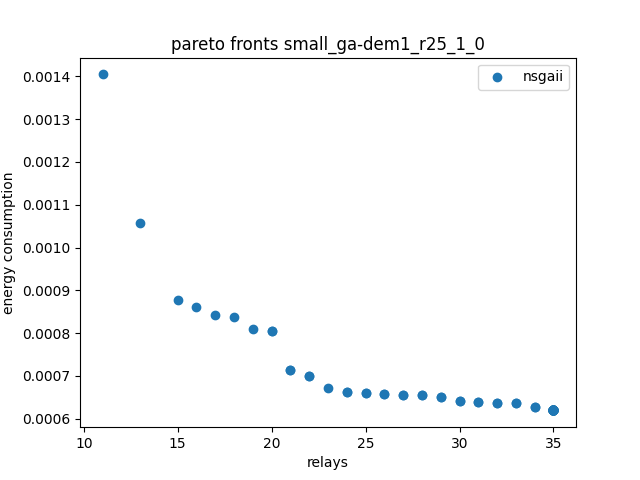 pareto fronts small_ga-dem1_r25_1_0
nsgaii
0.0014
0.0013
0.0012
0.0011
0.0010
0.0009
0.0008
0.0007
0.0006
energy consumption
10 15 20 25 30 35
relays